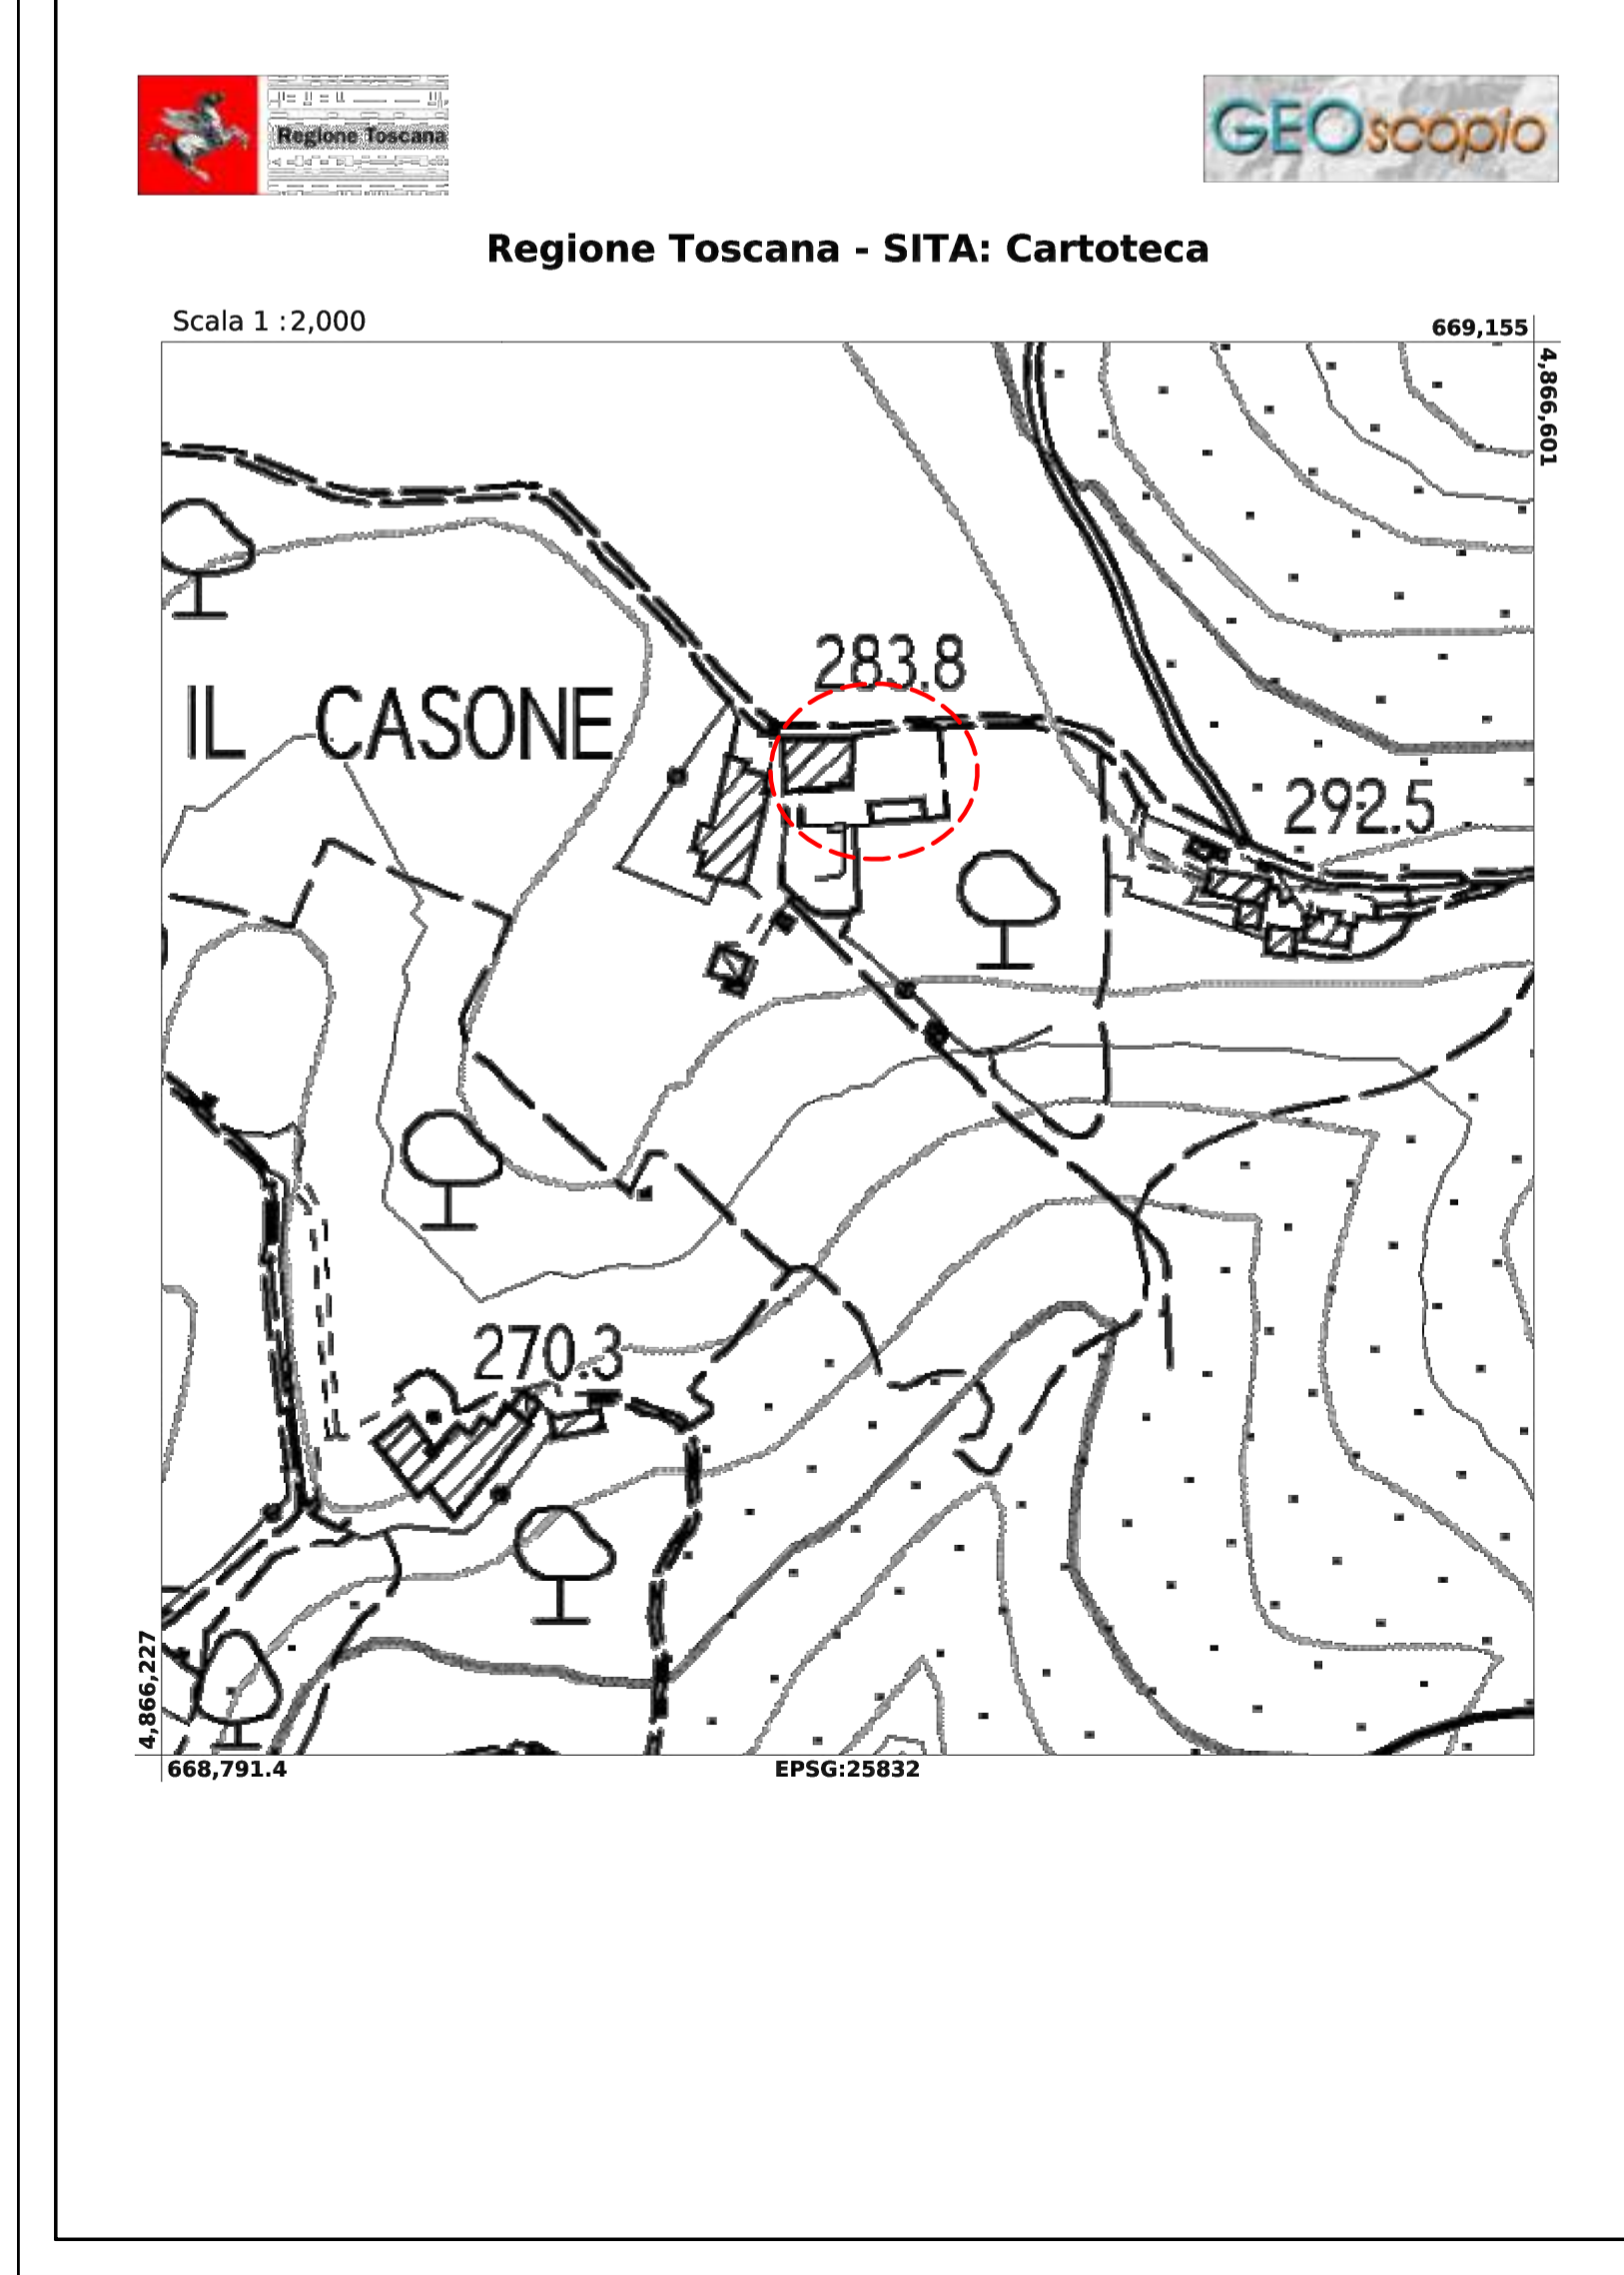 Regione Toscana
GEOscopio
Regione Toscana - SITA: Cartoteca
Scala 1 :2,000
669,155
4,866,601
283.8
IL CASONE
292.5
270.3
4,866,227
668,791.4
EPSG:25832